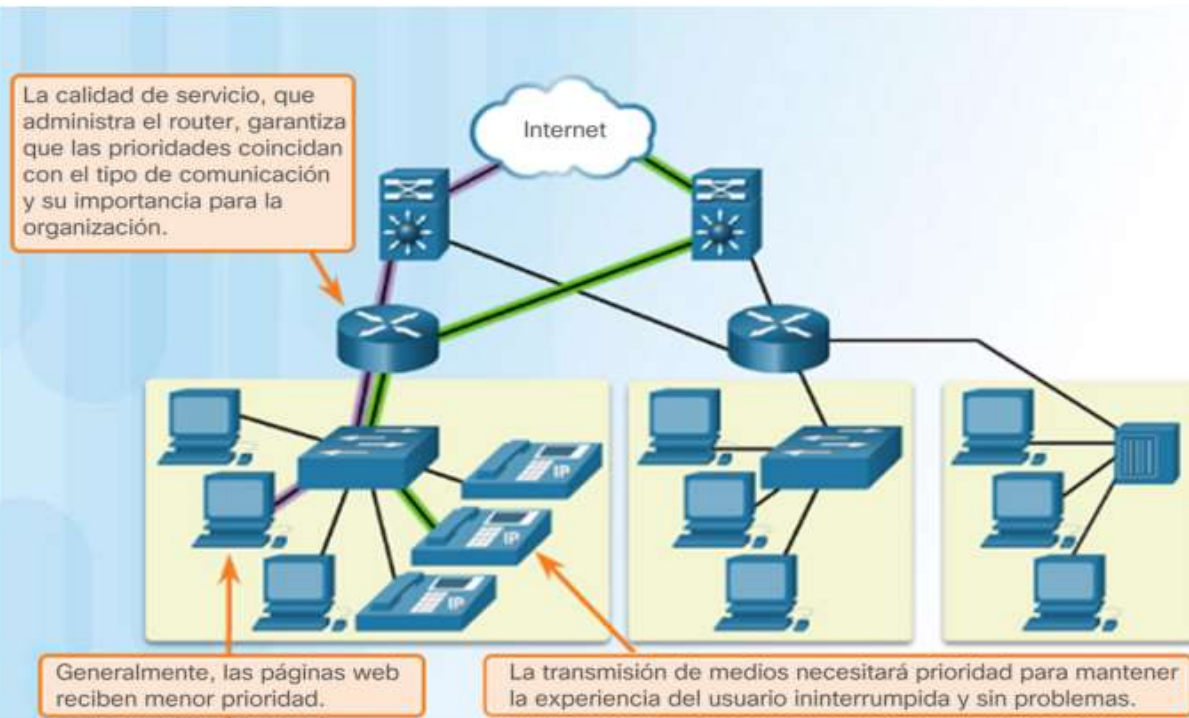 La calidad de servicio, que
administra el router, garantiza
que las prioridades coincidan
con el tipo de comunicación
y su importancia para la
organización.
Internet
IP
IP
IP
Generalmente, las páginas web
reciben menor prioridad.
La transmisión de medios necesitará prioridad para mantener
la experiencia del usuario ininterrumpida y sin problemas.